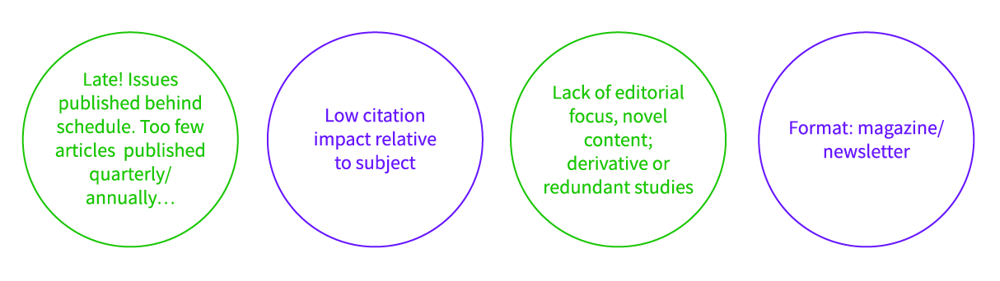 Late! Issues
published behind
schedule. Too few
articles  published
quarterly/
annually…
Low citation
impact relative
to subject
Lack of editorial
focus, novel
content;
derivative or
redundant studies
Format: magazine/
newsletter